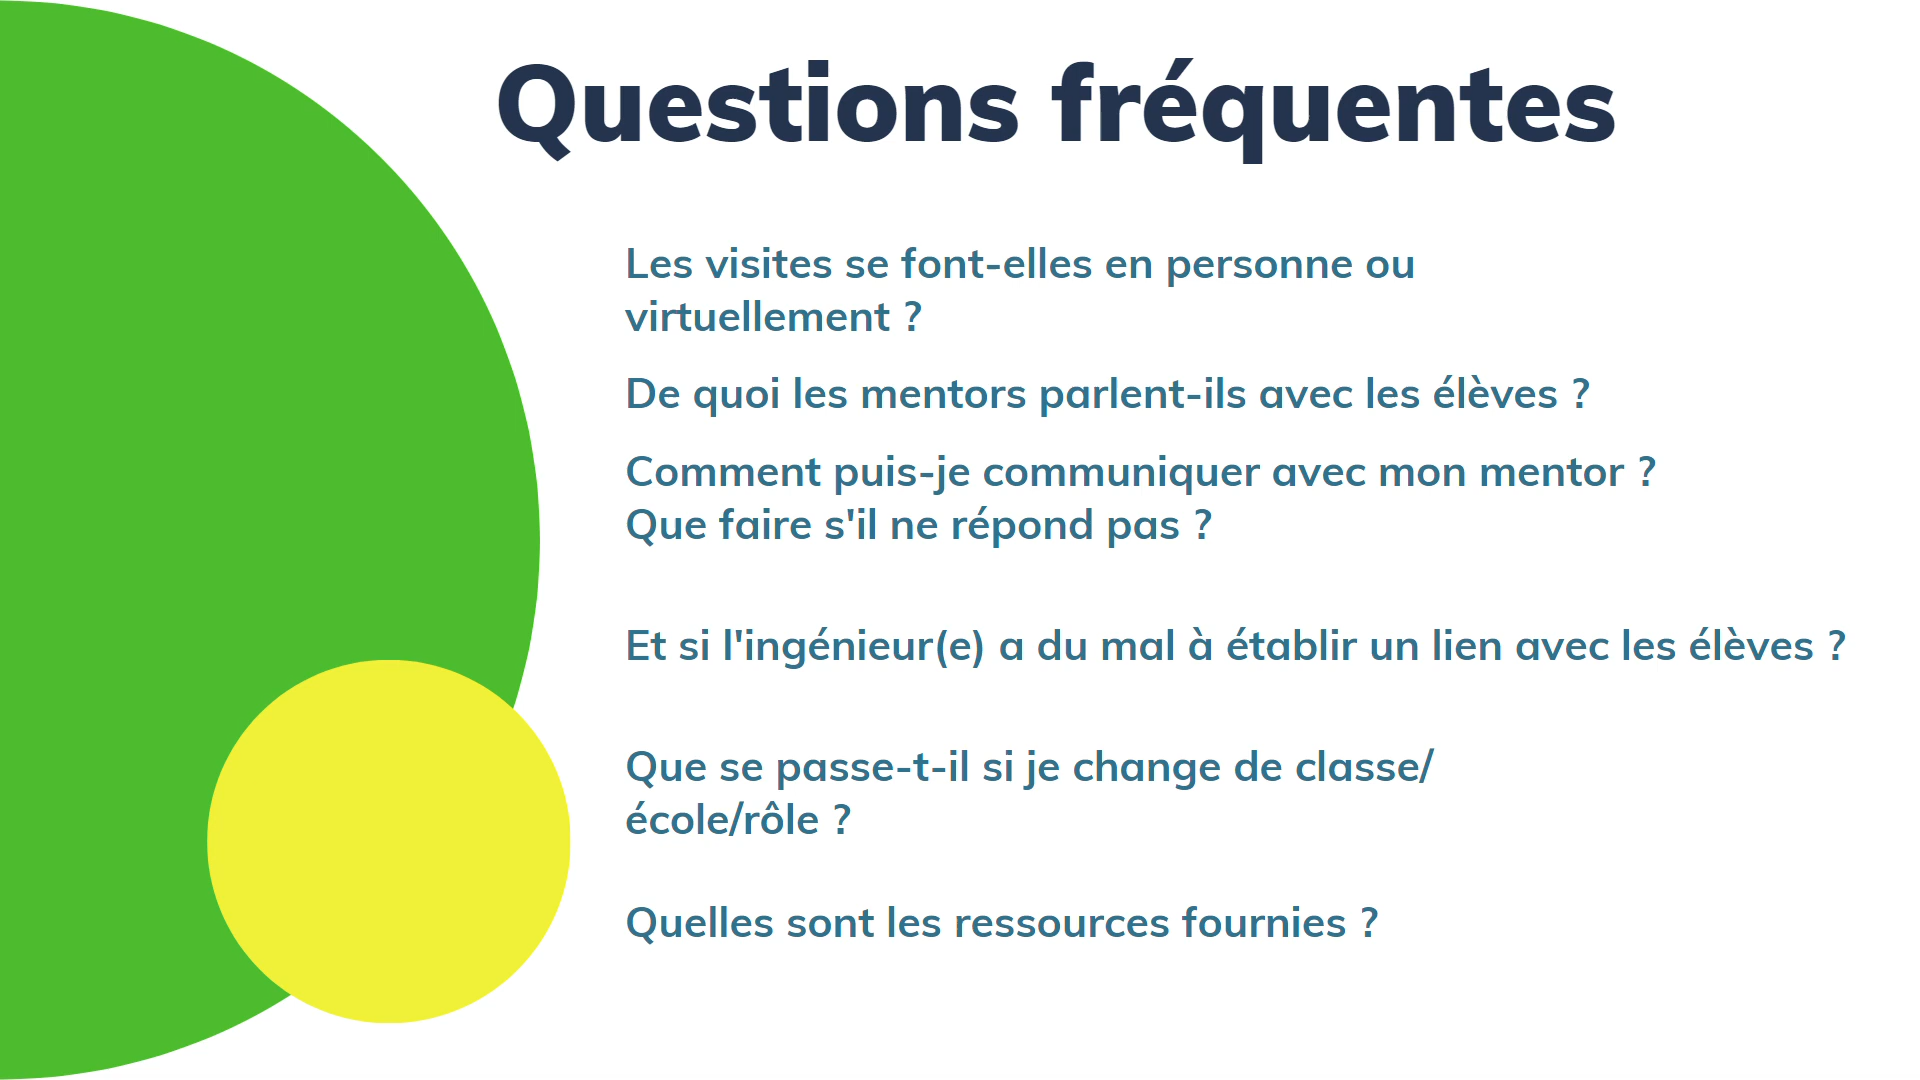 Questions fréquentes
Les visites se font-elles en personne ou
virtuellement ?
De quoi les mentors parlent-ils avec les élèves ?
Comment puis-je communiquer avec mon mentor ?
Que faire s'il ne répond pas ?
Et si l'ingénieur(e) a du mal à établir un lien avec les élèves ?
Que se passe-t-il si je change de classe/
école/rôle ?
Quelles sont les ressources fournies ?